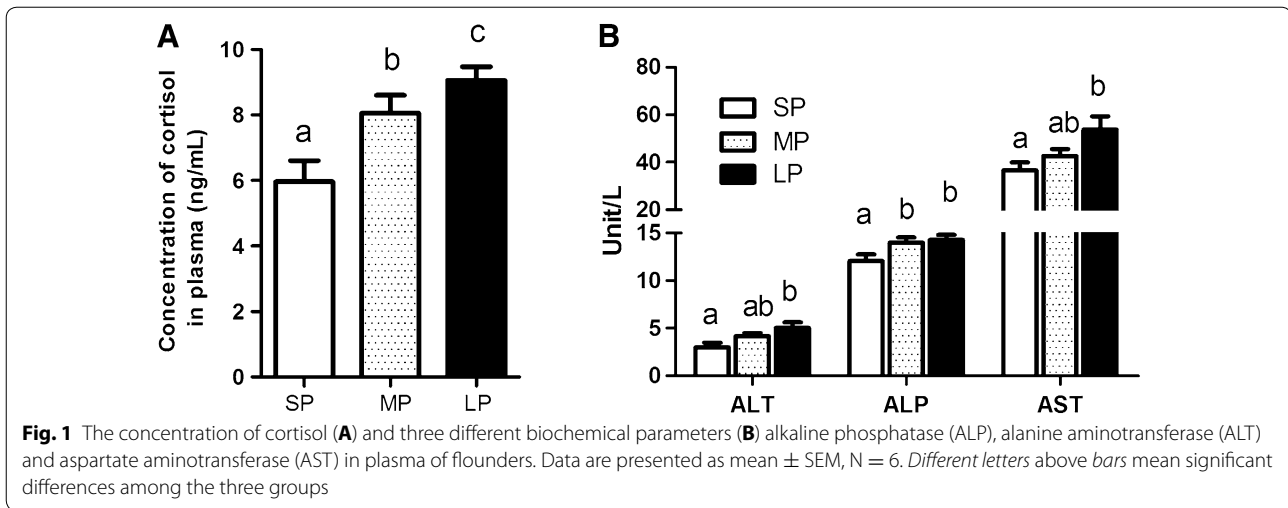 A
Concentration of cortisol
in plasma (ng/mL)
10
8
6
4
2
0
a
b
c
SP MP LP
B
Unit/L
80
60
40
20
15
10
5
0
SP
MP
LP
a ab b
a b b
a ab b
ALT ALP AST
Fig. 1 The concentration of cortisol (A) and three different biochemical parameters (B) alkaline phosphatase (ALP), alanine aminotransferase (ALT)
and aspartate aminotransferase (AST) in plasma of flounders. Data are presented as mean ± SEM, N = 6. Different letters above bars mean significant
differences among the three groups